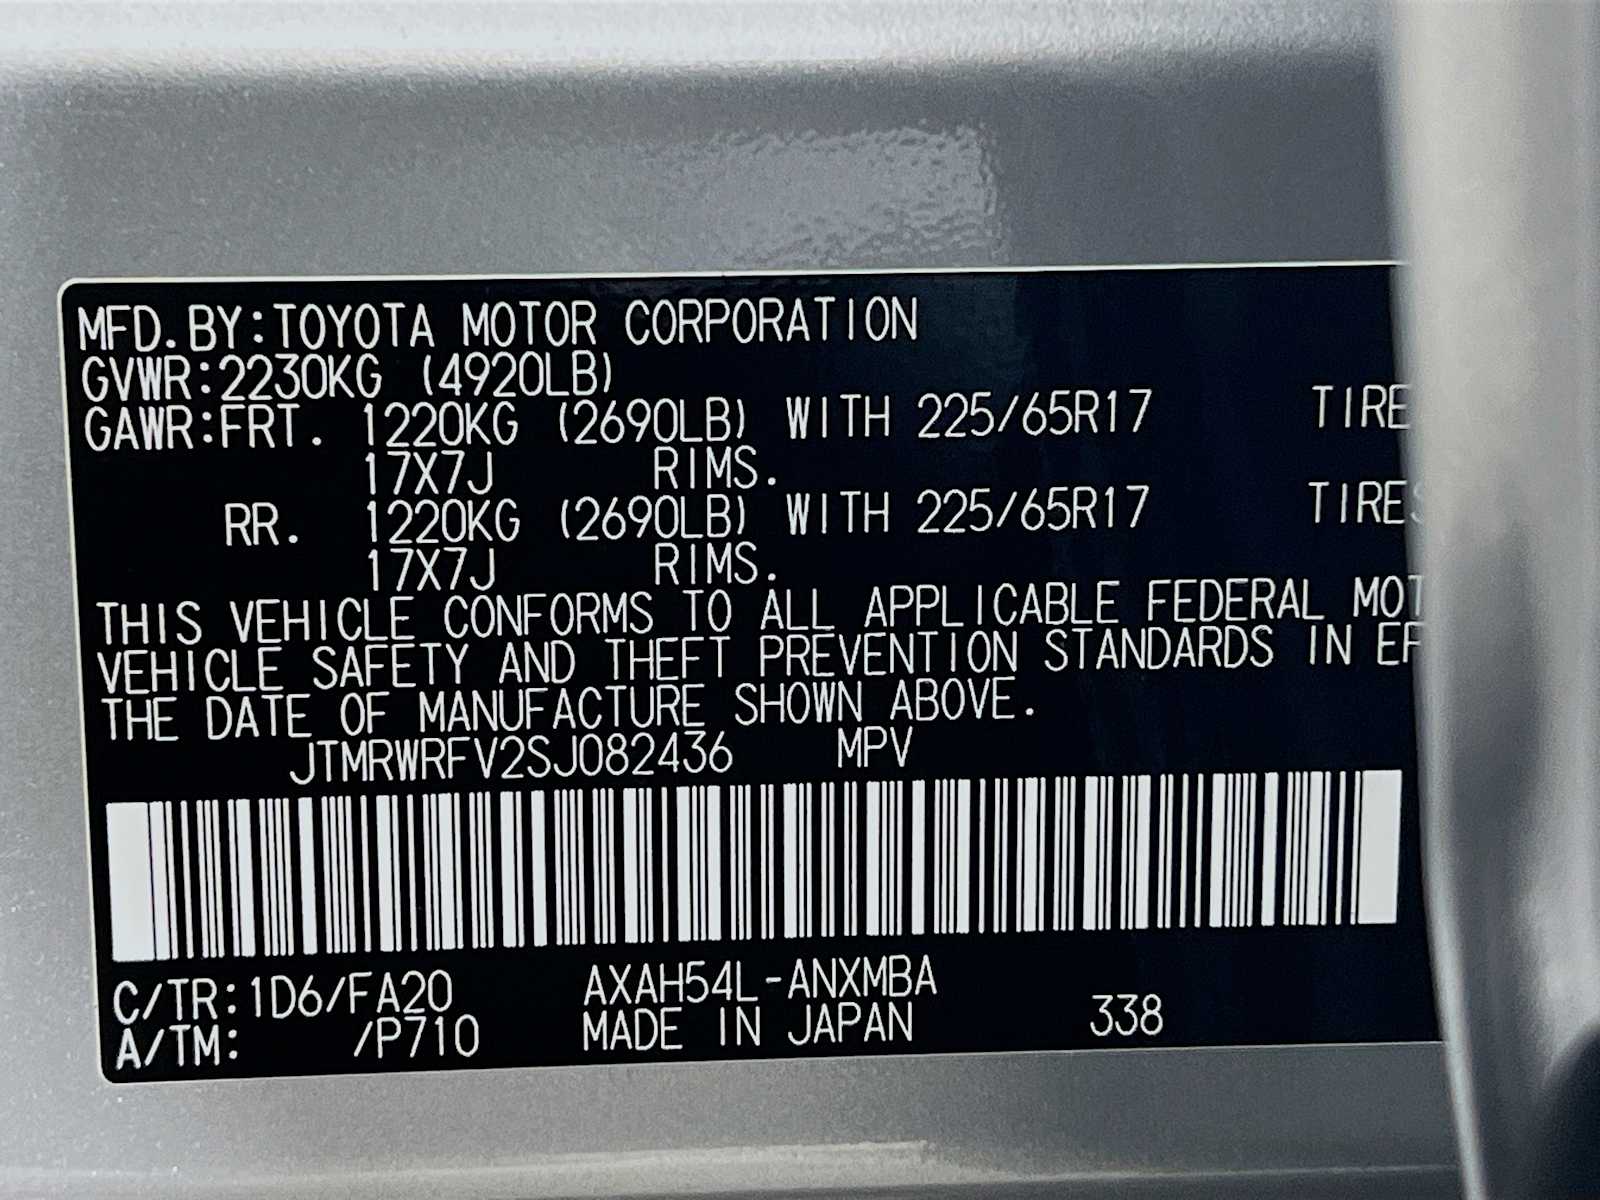 MFD.BY:TOYOTA MOTOR CORPORATION
GVWR:2230KG (4920LB)
GAWR:FRT. 1220KG (2690LB) WITH 225/65R17 TIRE
17X7J RIMS.
RR. 1220KG (2690LB) WITH 225/65R17 TIRES
17X7J RIMS.
THIS VEHICLE CONFORMS TO ALL APPLICABLE FEDERAL MOT
VEHICLE SAFETY AND THEFT PREVENTION STANDARDS IN EF
THE DATE OF MANUFACTURE SHOWN ABOVE.
JTMRWRFV2SJ082436 MPV
C/TR:1D6/FA20 AXAH54L-ANXMBA
A/TM: /P710 MADE IN JAPAN 338